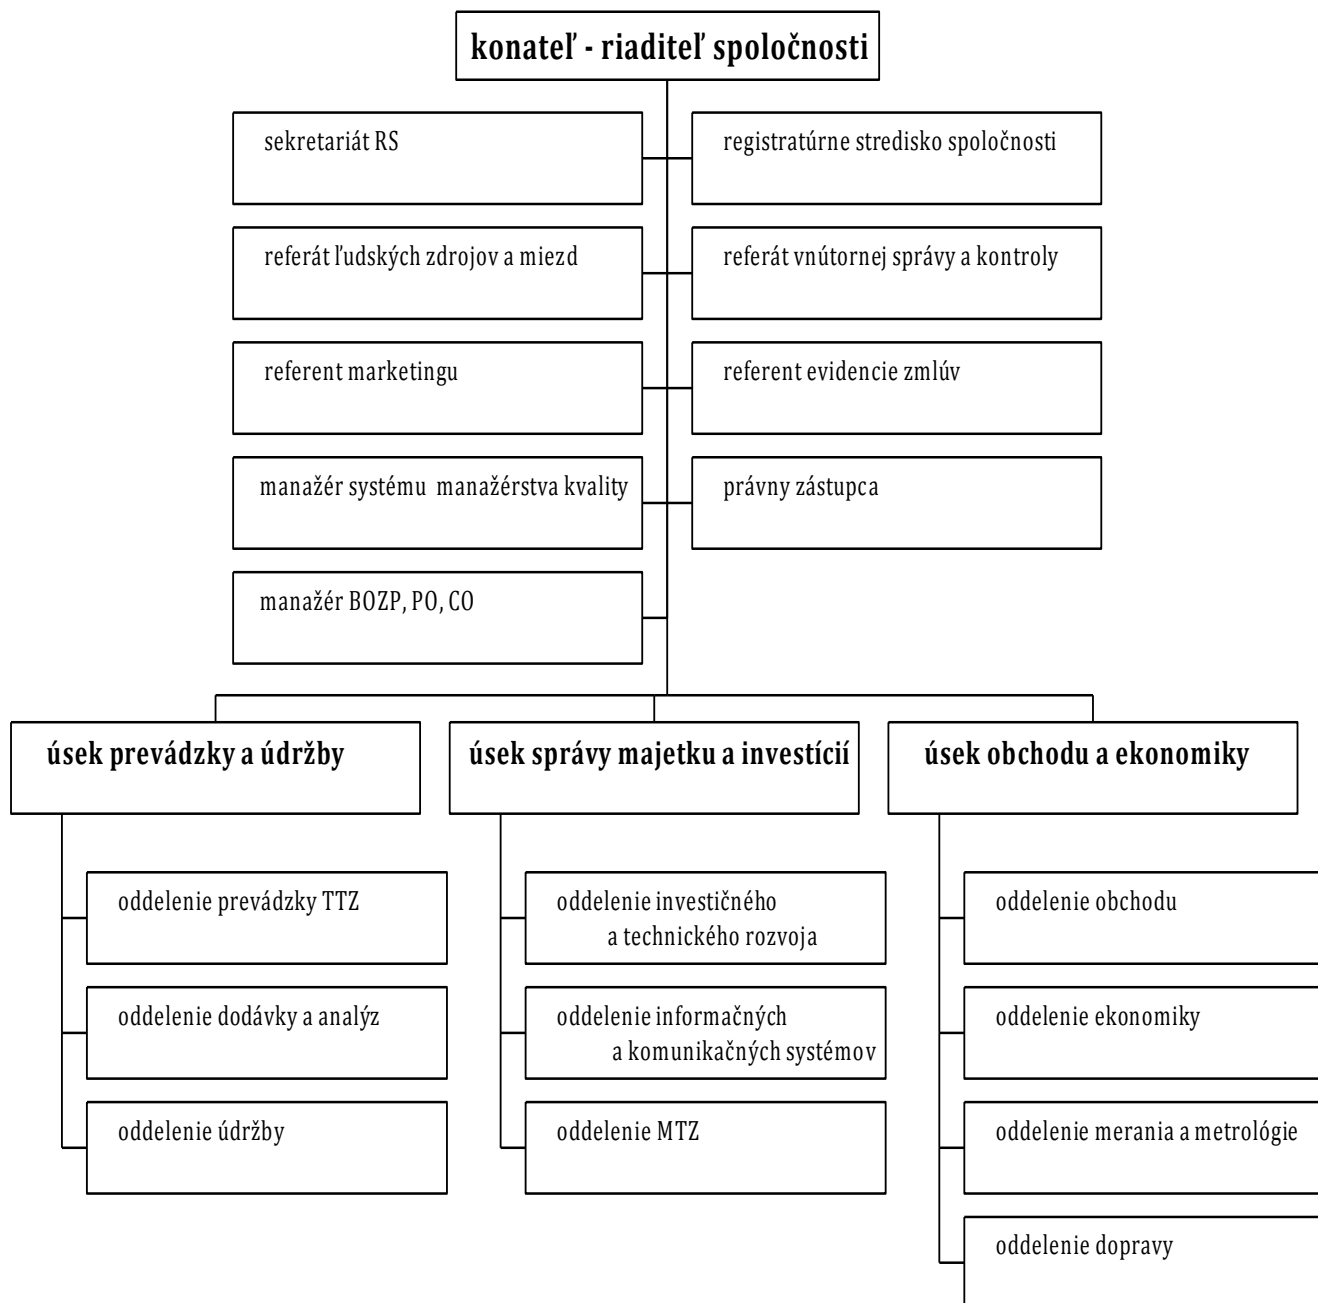 konateľ - riaditeľ spoločnosti
sekretariát RS
registratúrne stredisko spoločnosti
referát ľudských zdrojov a miezd
referát vnútornej správy a kontroly
referent marketingu
referent evidencie zmlúv
manažér systému manažérstva kvality
právny zástupca
manažér BOZP, PO, CO
úsek prevádzky a údržby
úsek správy majetku a investícií
úsek obchodu a ekonomiky
oddelenie prevádzky TTZ
oddelenie investičného
a technického rozvoja
oddelenie obchodu
oddelenie dodávky a analýz
oddelenie informačných
a komunikačných systémov
oddelenie ekonomiky
oddelenie údržby
oddelenie MTZ
oddelenie merania a metrológie
oddelenie dopravy